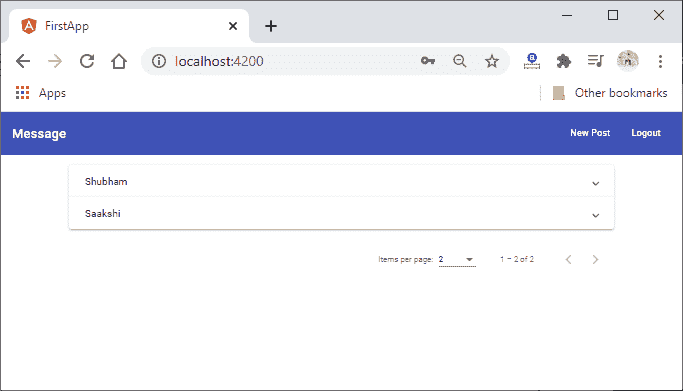 FirstApp
localhost:4200
Apps
Other bookmarks
Message
New Post
Logout
Shubham
Saakshi
Items per page: 2
1 – 2 of 2